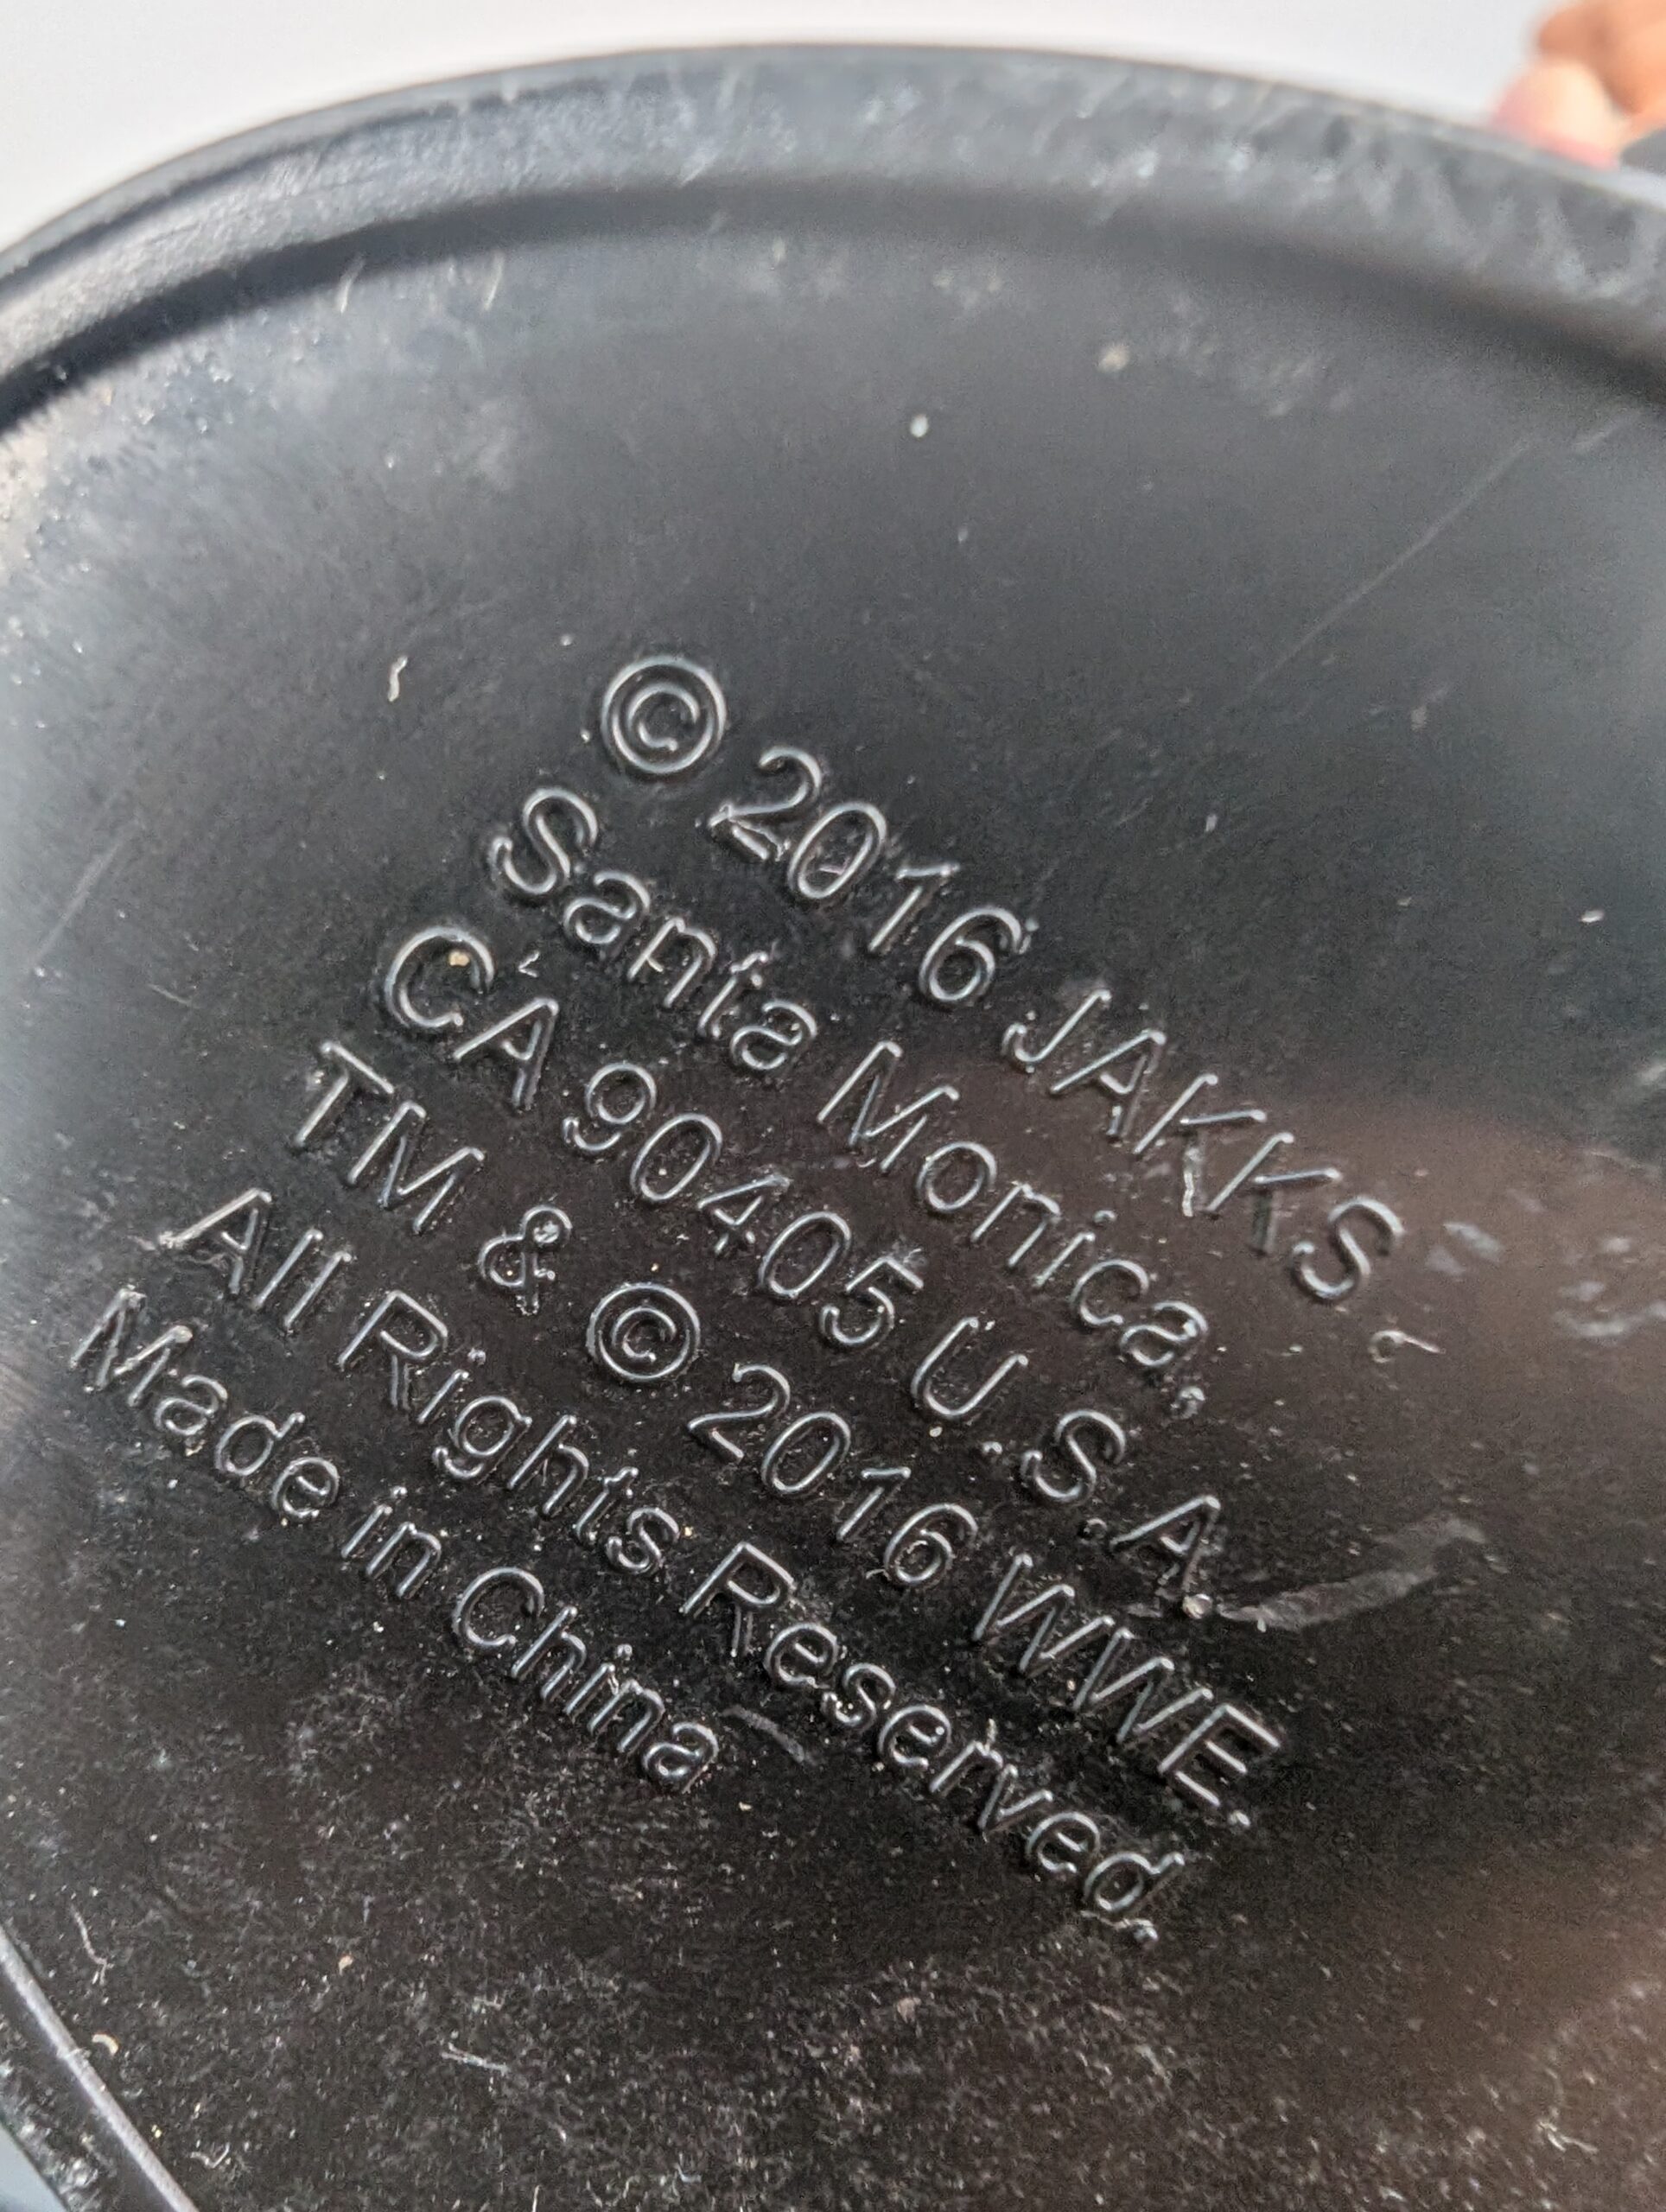 © 2016 JAKKS
Santa Monica,
CA 90405 U.S.A.
TM & © 2016 WWE.
All Rights Reserved.
Made in China